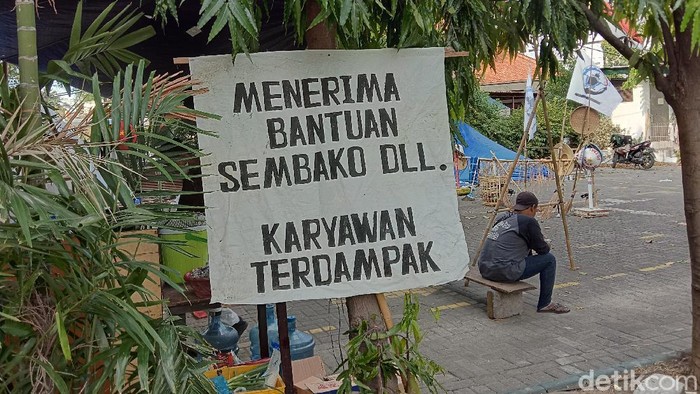 MENERIMA
BANTUAN
SEMBAKO DLL.
KARYAWAN
TERDAMPAK
detikcom